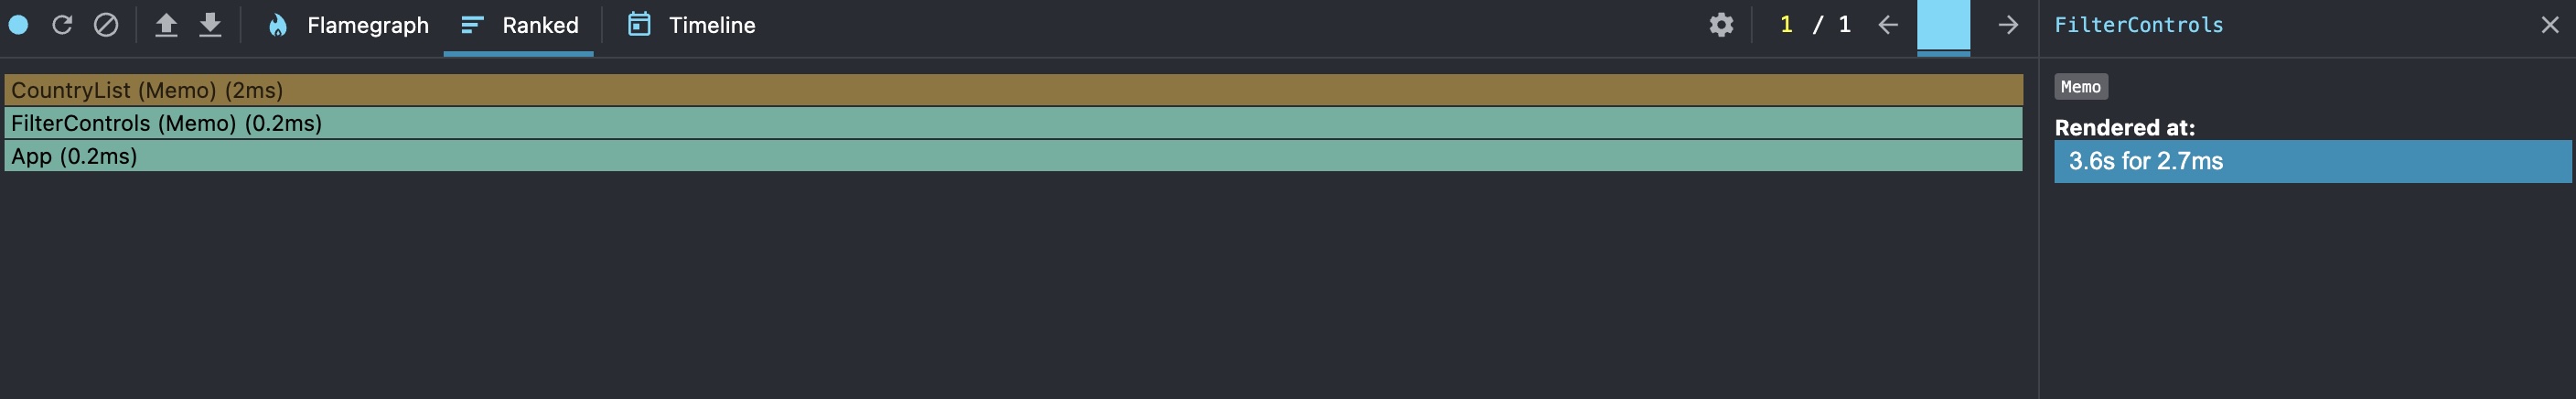 Flamegraph Ranked Timeline 1 / 1 FilterControls
CountryList (Memo) (2ms)
FilterControls (Memo) (0.2ms)
App (0.2ms)
Memo
Rendered at:
3.6s for 2.7ms